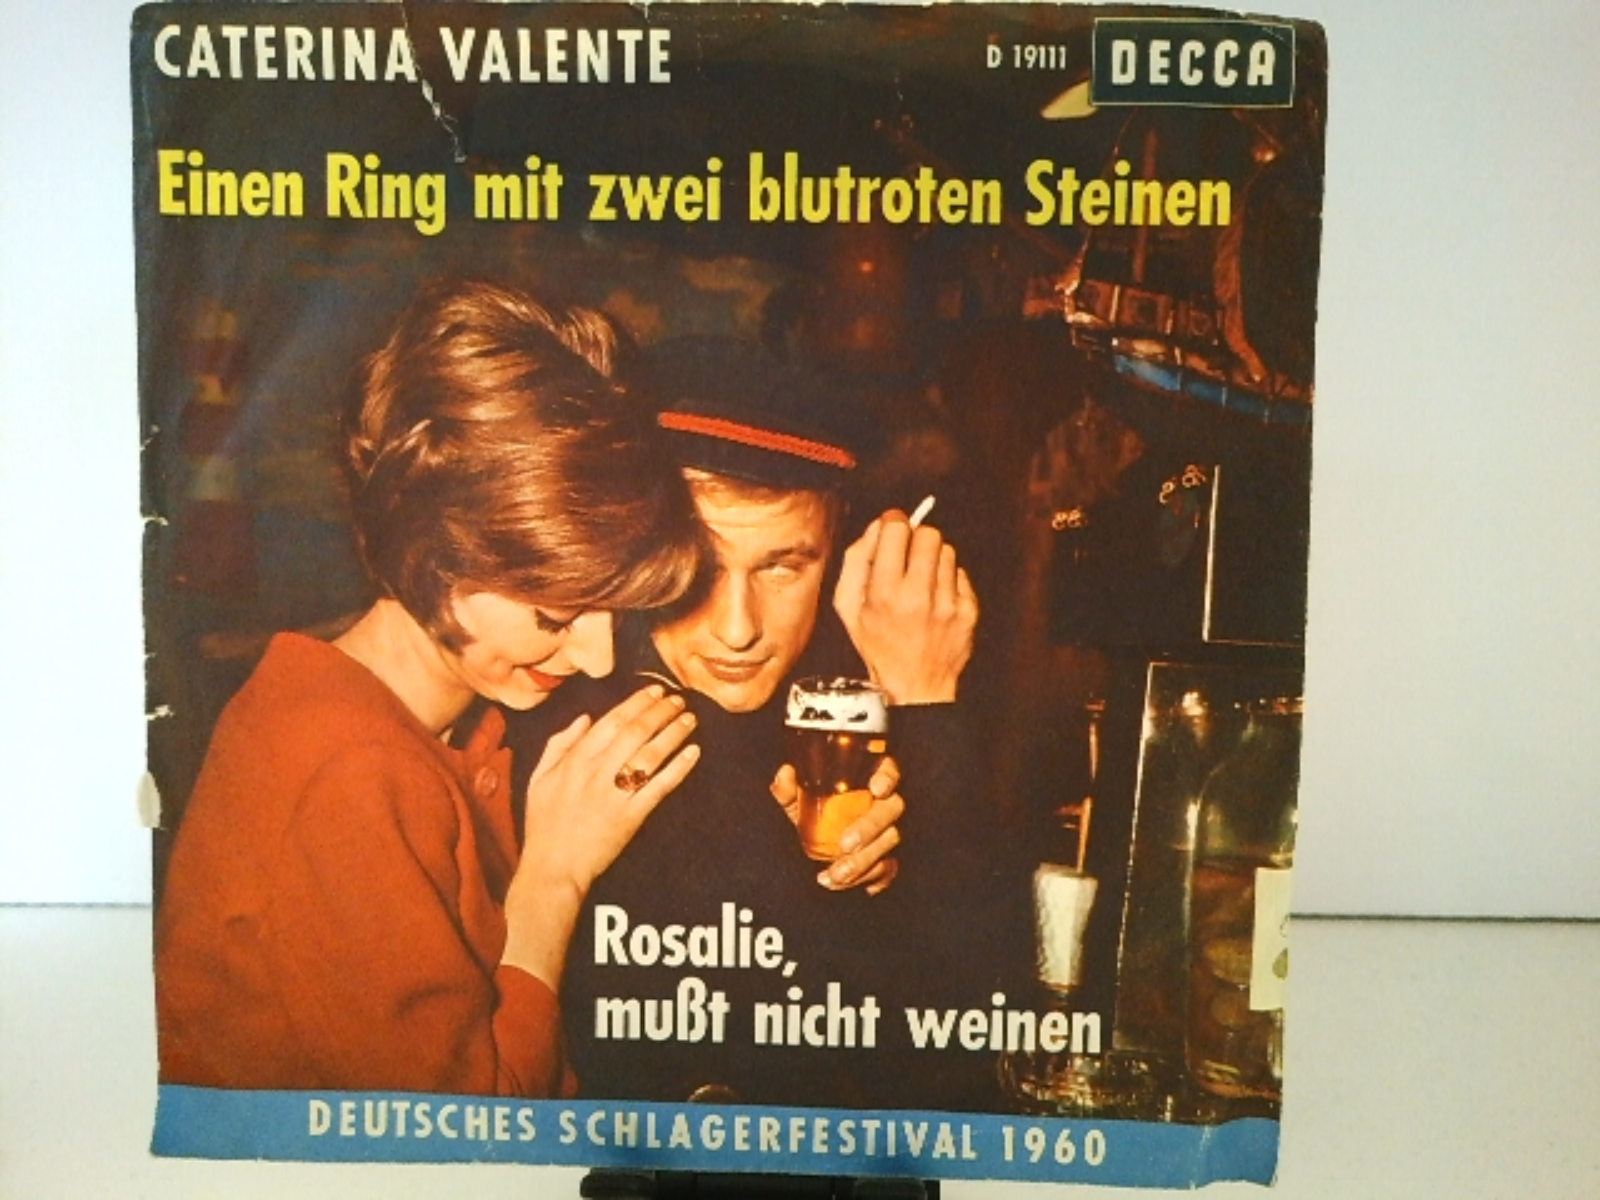 CATERINA VALENTE
D 19111
DECCA
Einen Ring mit zwei blutroten Steinen
Rosalie,
mußt nicht weinen
DEUTSCHES SCHLAGERFESTIVAL 1960